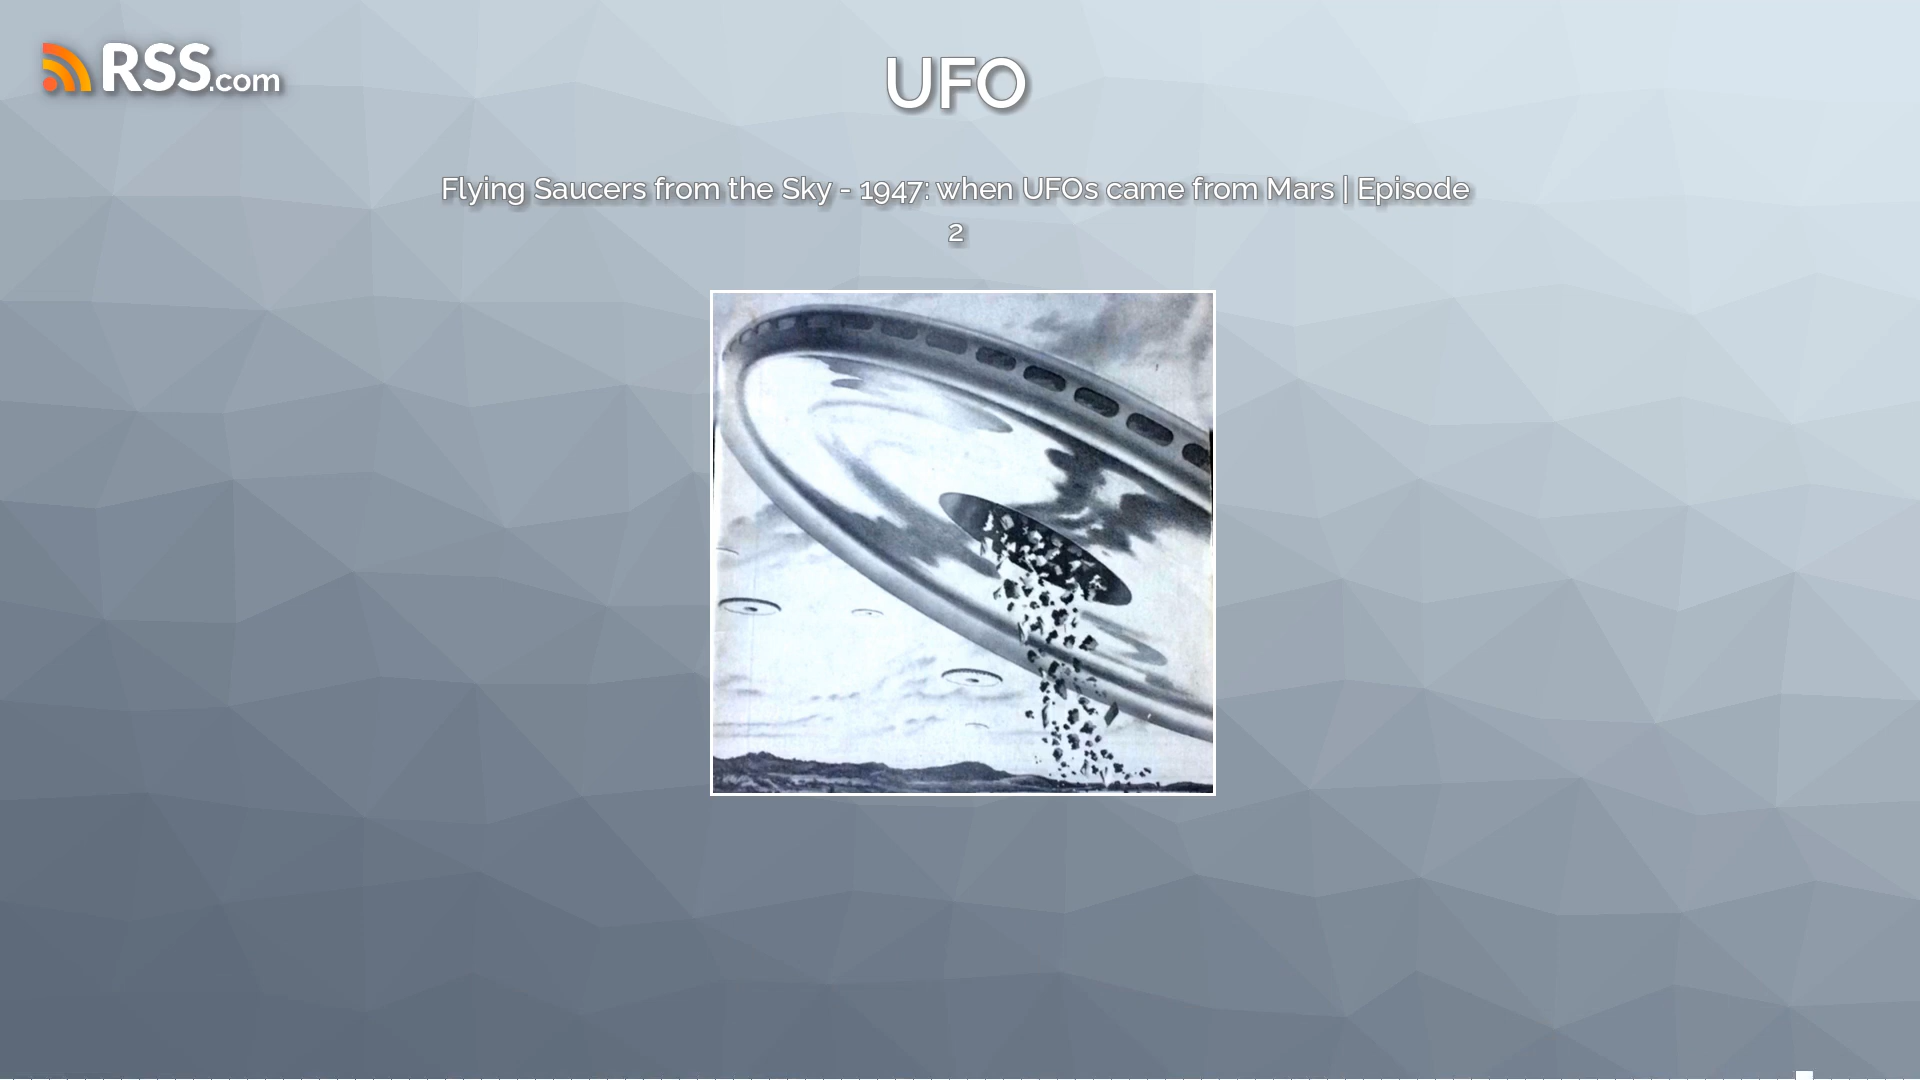 RSS.com
UFO
Flying Saucers from the Sky - 1947: when UFOs came from Mars | Episode
2